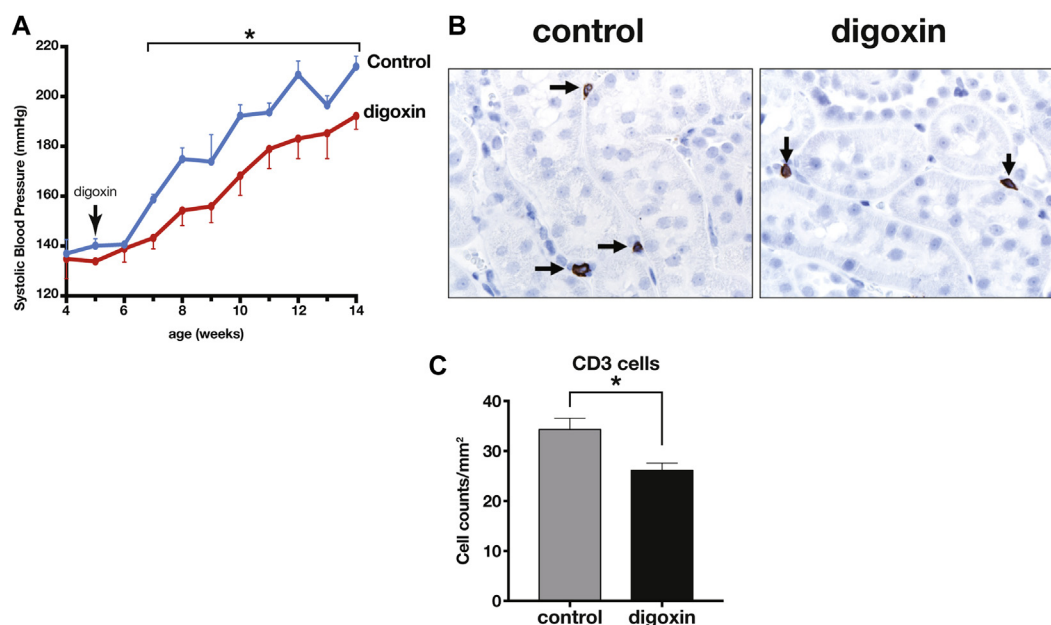 A
220
200
180
160
140
120
Systolic Blood Pressure (mmHg)
*
Control
digoxin
digoxin
4
6
8
10
12
14
age (weeks)
B
control
digoxin
C
CD3 cells
*
40
30
20
10
0
Cell counts/mm²
control
digoxin